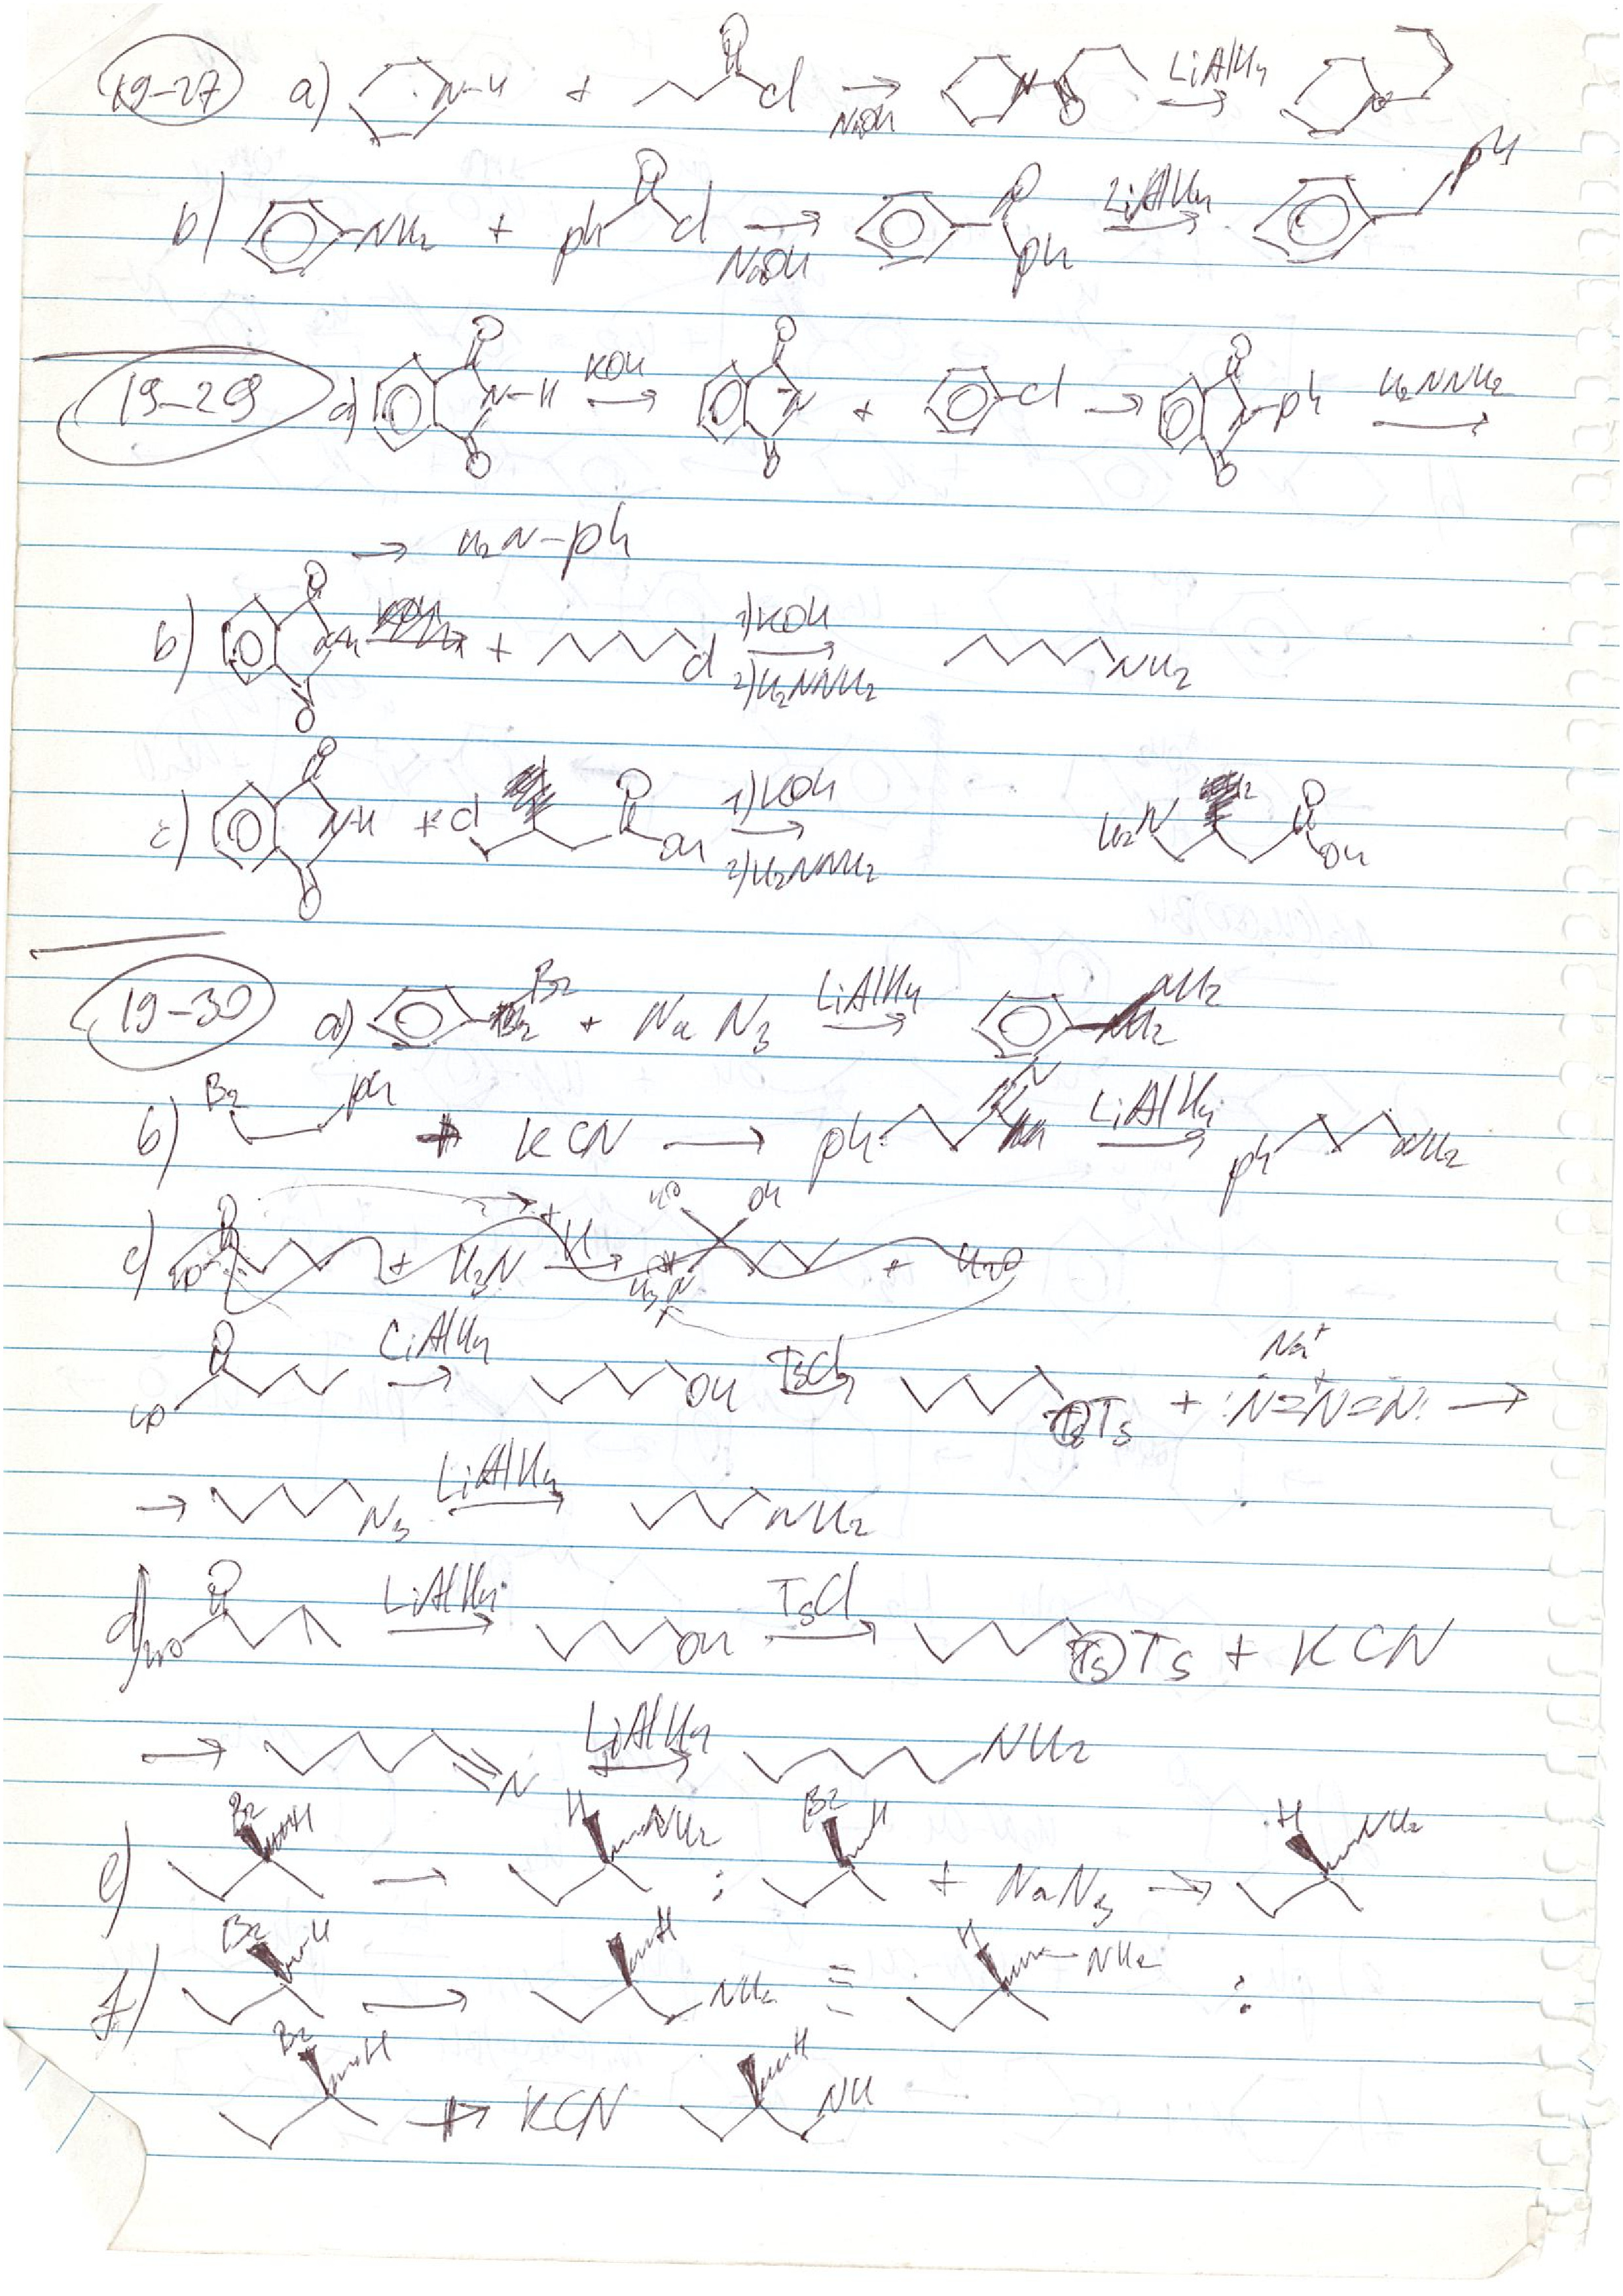 19-27 a) N-H + O Cl → NaOH N O LiAlH4 → N
b) NH2 + Ph O Cl → NaOH O Ph LiAlH4 → Ph
19-29 a) O N-H O KOH → O N O + Cl → O N-Ph O H2NNH2 →
→ H2N-Ph
b) O NH O + Cl 1) KOH → 2) H2NNH2 NH2
c) O N-H O + Cl O OH 1) KOH → 2) H2NNH2 H2N O OH
19-30 a) Br + NaN3 LiAlH4 → NH2
b) Br Ph + KCN → Ph N LiAlH4 → Ph NH2
c) HO O + H3N H+ → HO OH H3N + H2O
HO O LiAlH4 → OH TsCl → OTs + Na+ :N=N=N: →
→ N3 LiAlH4 → NH2
d) HO O LiAlH4 → OH TsCl → OTs + KCN
→ N LiAlH4 → NH2
e) Br H → H NH2 : Br H + NaN3 → H NH2
f) Br H → H NH2 ≡ H NH2 :
Br H → KCN H NH